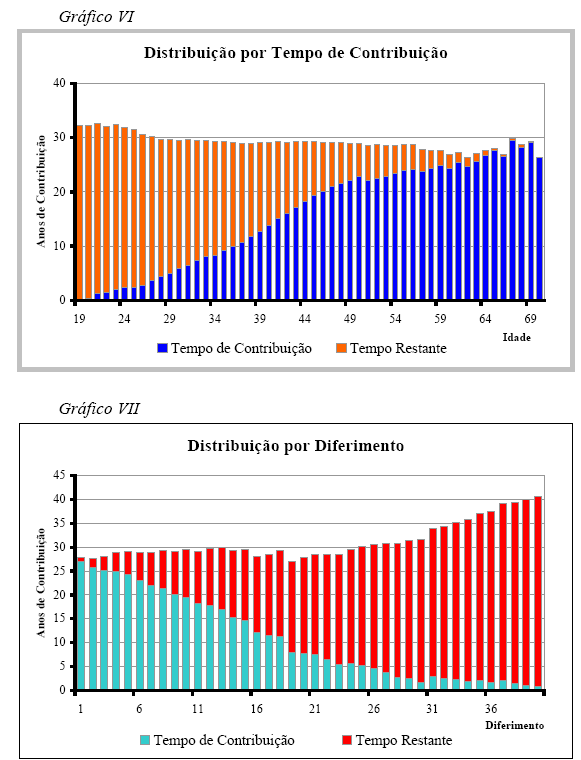 Gráfico VI
Distribuição por Tempo de Contribuição
Anos de Contribuição
40
30
20
10
0
19 24 29 34 39 44 49 54 59 64 69
Idade
Tempo de Contribuição Tempo Restante
Gráfico VII
Distribuição por Diferimento
Anos de Contribuição
45
40
35
30
25
20
15
10
5
0
1 6 11 16 21 26 31 36
Diferimento
Tempo de Contribuição Tempo Restante